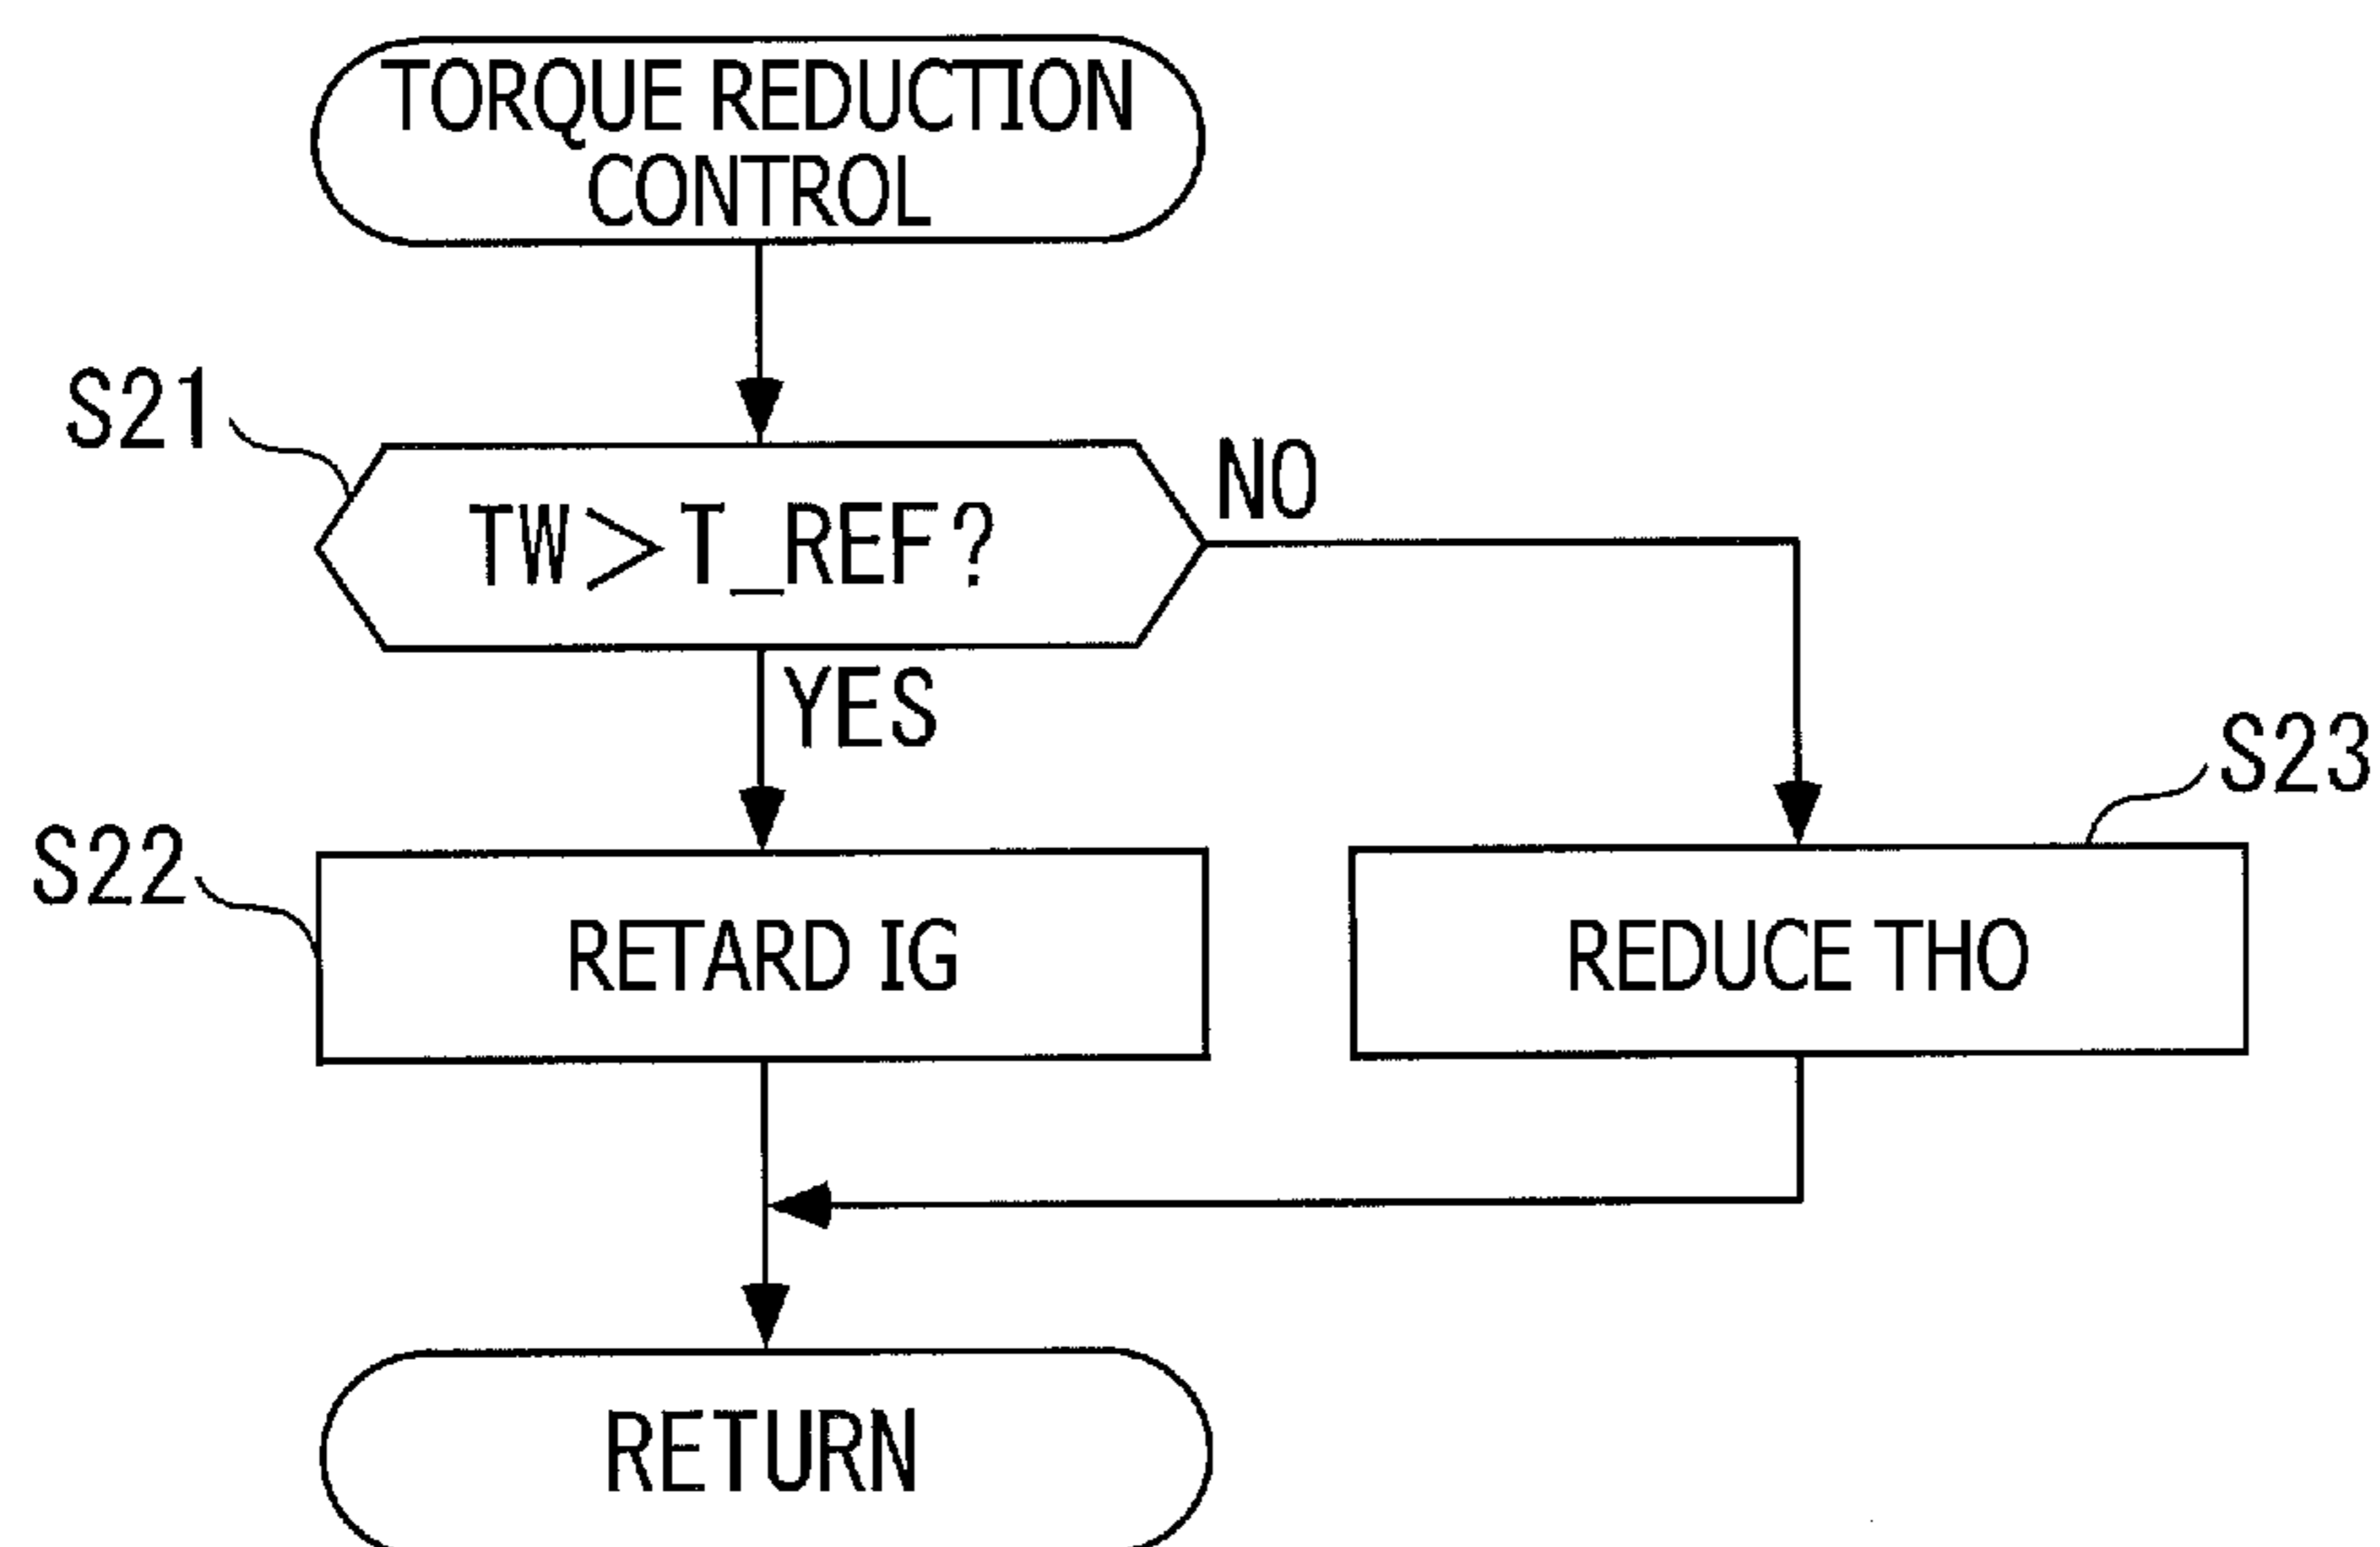 TORQUE REDUCTION
CONTROL
S21
TW>T_REF?
NO
YES
S22
RETARD IG
S23
REDUCE THO
RETURN